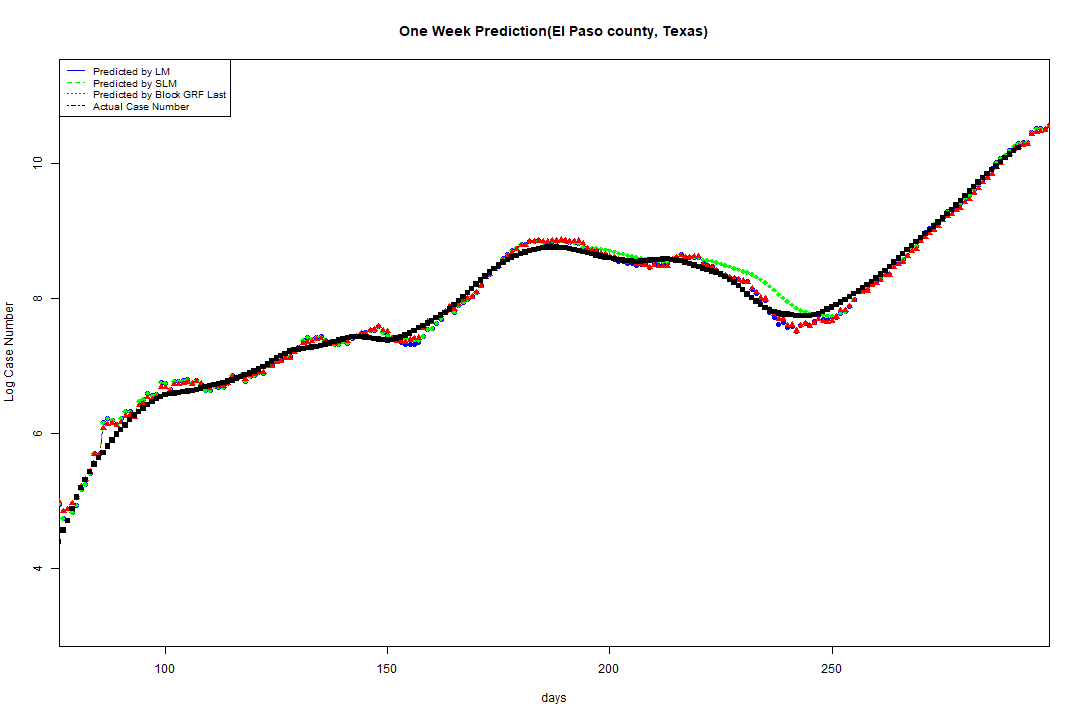 One Week Prediction(El Paso county, Texas)
Predicted by LM
Predicted by SLM
Predicted by Block GRF Last
Actual Case Number
Log Case Number
10
8
6
4
100
150
200
250
days